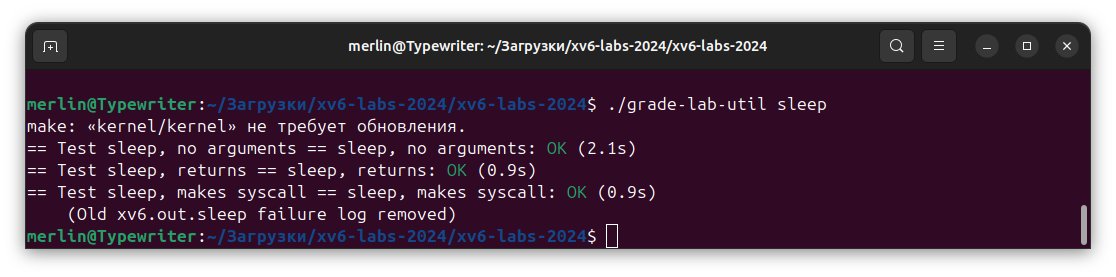 merlin@Typewriter: ~/Загрузки/xv6-labs-2024/xv6-labs-2024
merlin@Typewriter:~/Загрузки/xv6-labs-2024/xv6-labs-2024$ ./grade-lab-util sleep
make: «kernel/kernel» не требует обновления.
== Test sleep, no arguments == sleep, no arguments: OK (2.1s)
== Test sleep, returns == sleep, returns: OK (0.9s)
== Test sleep, makes syscall == sleep, makes syscall: OK (0.9s)
    (Old xv6.out.sleep failure log removed)
merlin@Typewriter:~/Загрузки/xv6-labs-2024/xv6-labs-2024$